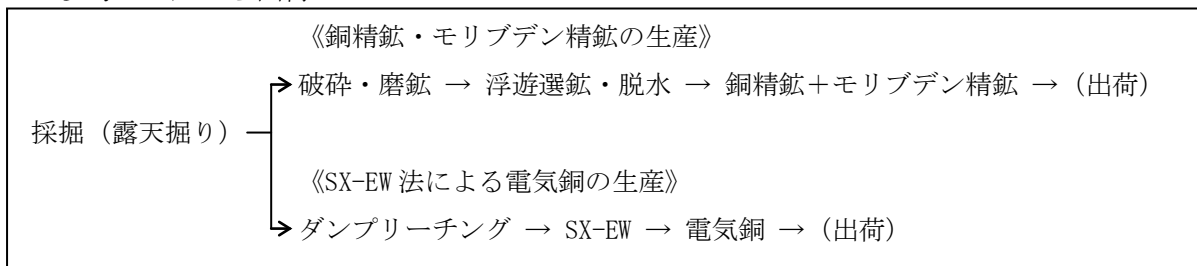 《銅精鉱・モリブデン精鉱の生産》
破砕・磨鉱 → 浮遊選鉱・脱水 → 銅精鉱＋モリブデン精鉱 → (出荷)
採掘（露天掘り）
《SX-EW 法による電気銅の生産》
ダンプリーチング → SX-EW → 電気銅 →（出荷）